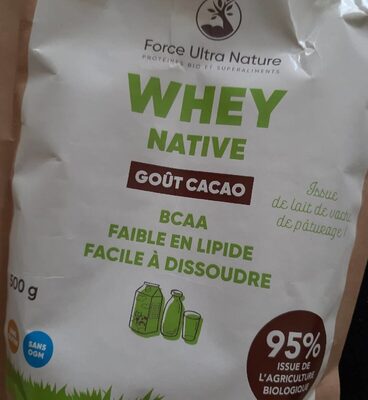 Force Ultra Nature
PROTÉINES BIO ET SUPERALIMENTS
WHEY
NATIVE
GOÛT CACAO
Issue
de lait de vache
de pâturage !
BCAA
FAIBLE EN LIPIDE
FACILE À DISSOUDRE
500 g
SANS
OGM
95%
ISSUE DE
L'AGRICULTURE
BIOLOGIQUE